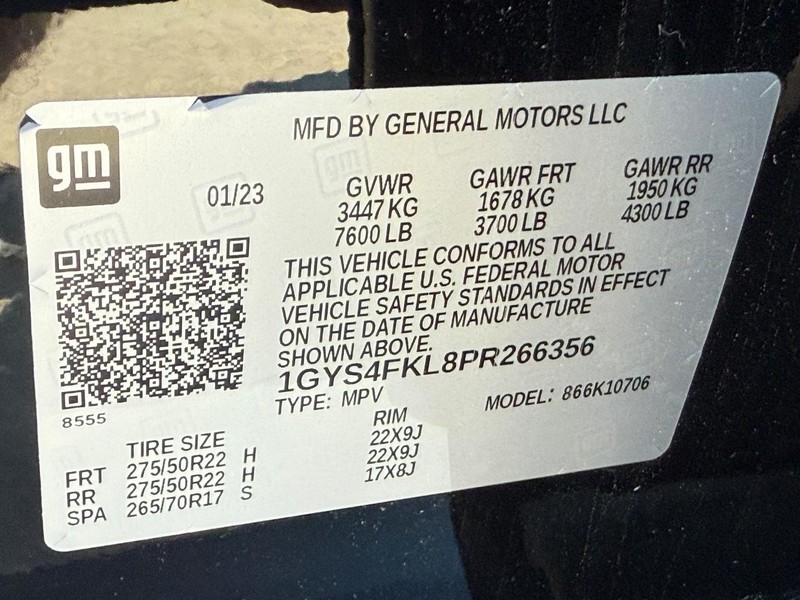 MFD BY GENERAL MOTORS LLC
gm
01/23
GVWR GAWR FRT GAWR RR
3447 KG 1678 KG 1950 KG
7600 LB 3700 LB 4300 LB
THIS VEHICLE CONFORMS TO ALL
APPLICABLE U.S. FEDERAL MOTOR
VEHICLE SAFETY STANDARDS IN EFFECT
ON THE DATE OF MANUFACTURE
SHOWN ABOVE.
1GYS4FKL8PR266356
TYPE: MPV MODEL: 866K10706
8555
TIRE SIZE RIM
FRT 275/50R22 H 22X9J
RR 275/50R22 H 22X9J
SPA 265/70R17 S 17X8J